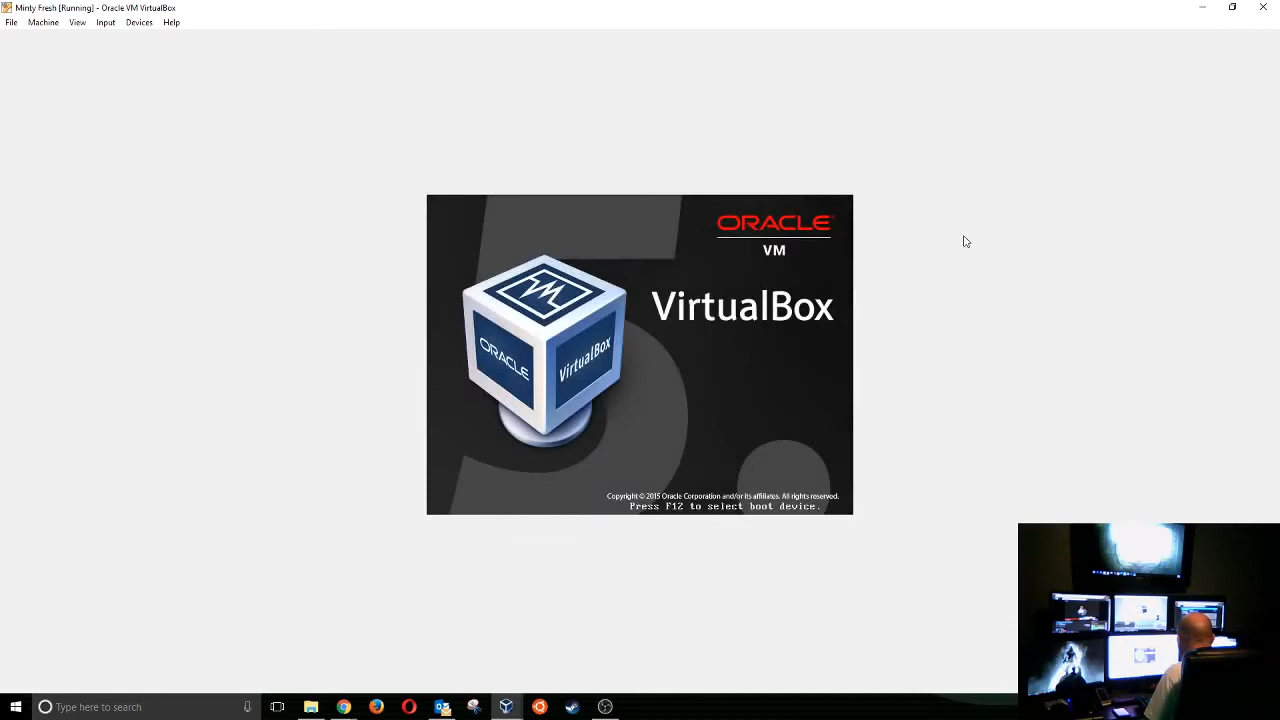 Minty Fresh [Running] - Oracle VM VirtualBox
File Machine View Input Devices Help
ORACLE
VM
VirtualBox
ORACLE
VirtualBox
Copyright © 2015 Oracle Corporation and/or its affiliates. All rights reserved.
Press F12 to select boot device.
Type here to search